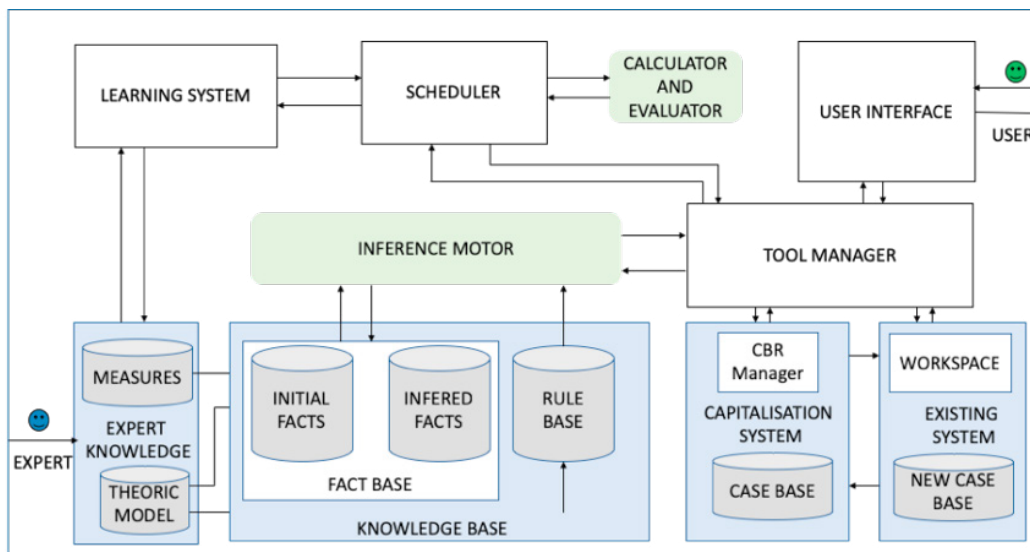 LEARNING SYSTEM
SCHEDULER
CALCULATOR
AND
EVALUATOR
USER INTERFACE
USER
INFERENCE MOTOR
TOOL MANAGER
MEASURES
EXPERT
KNOWLEDGE
EXPERT
THEORIC
MODEL
INITIAL
FACTS
INFERED
FACTS
FACT BASE
RULE
BASE
KNOWLEDGE BASE
CBR
Manager
CAPITALISATION
SYSTEM
CASE BASE
WORKSPACE
EXISTING
SYSTEM
NEW CASE
BASE